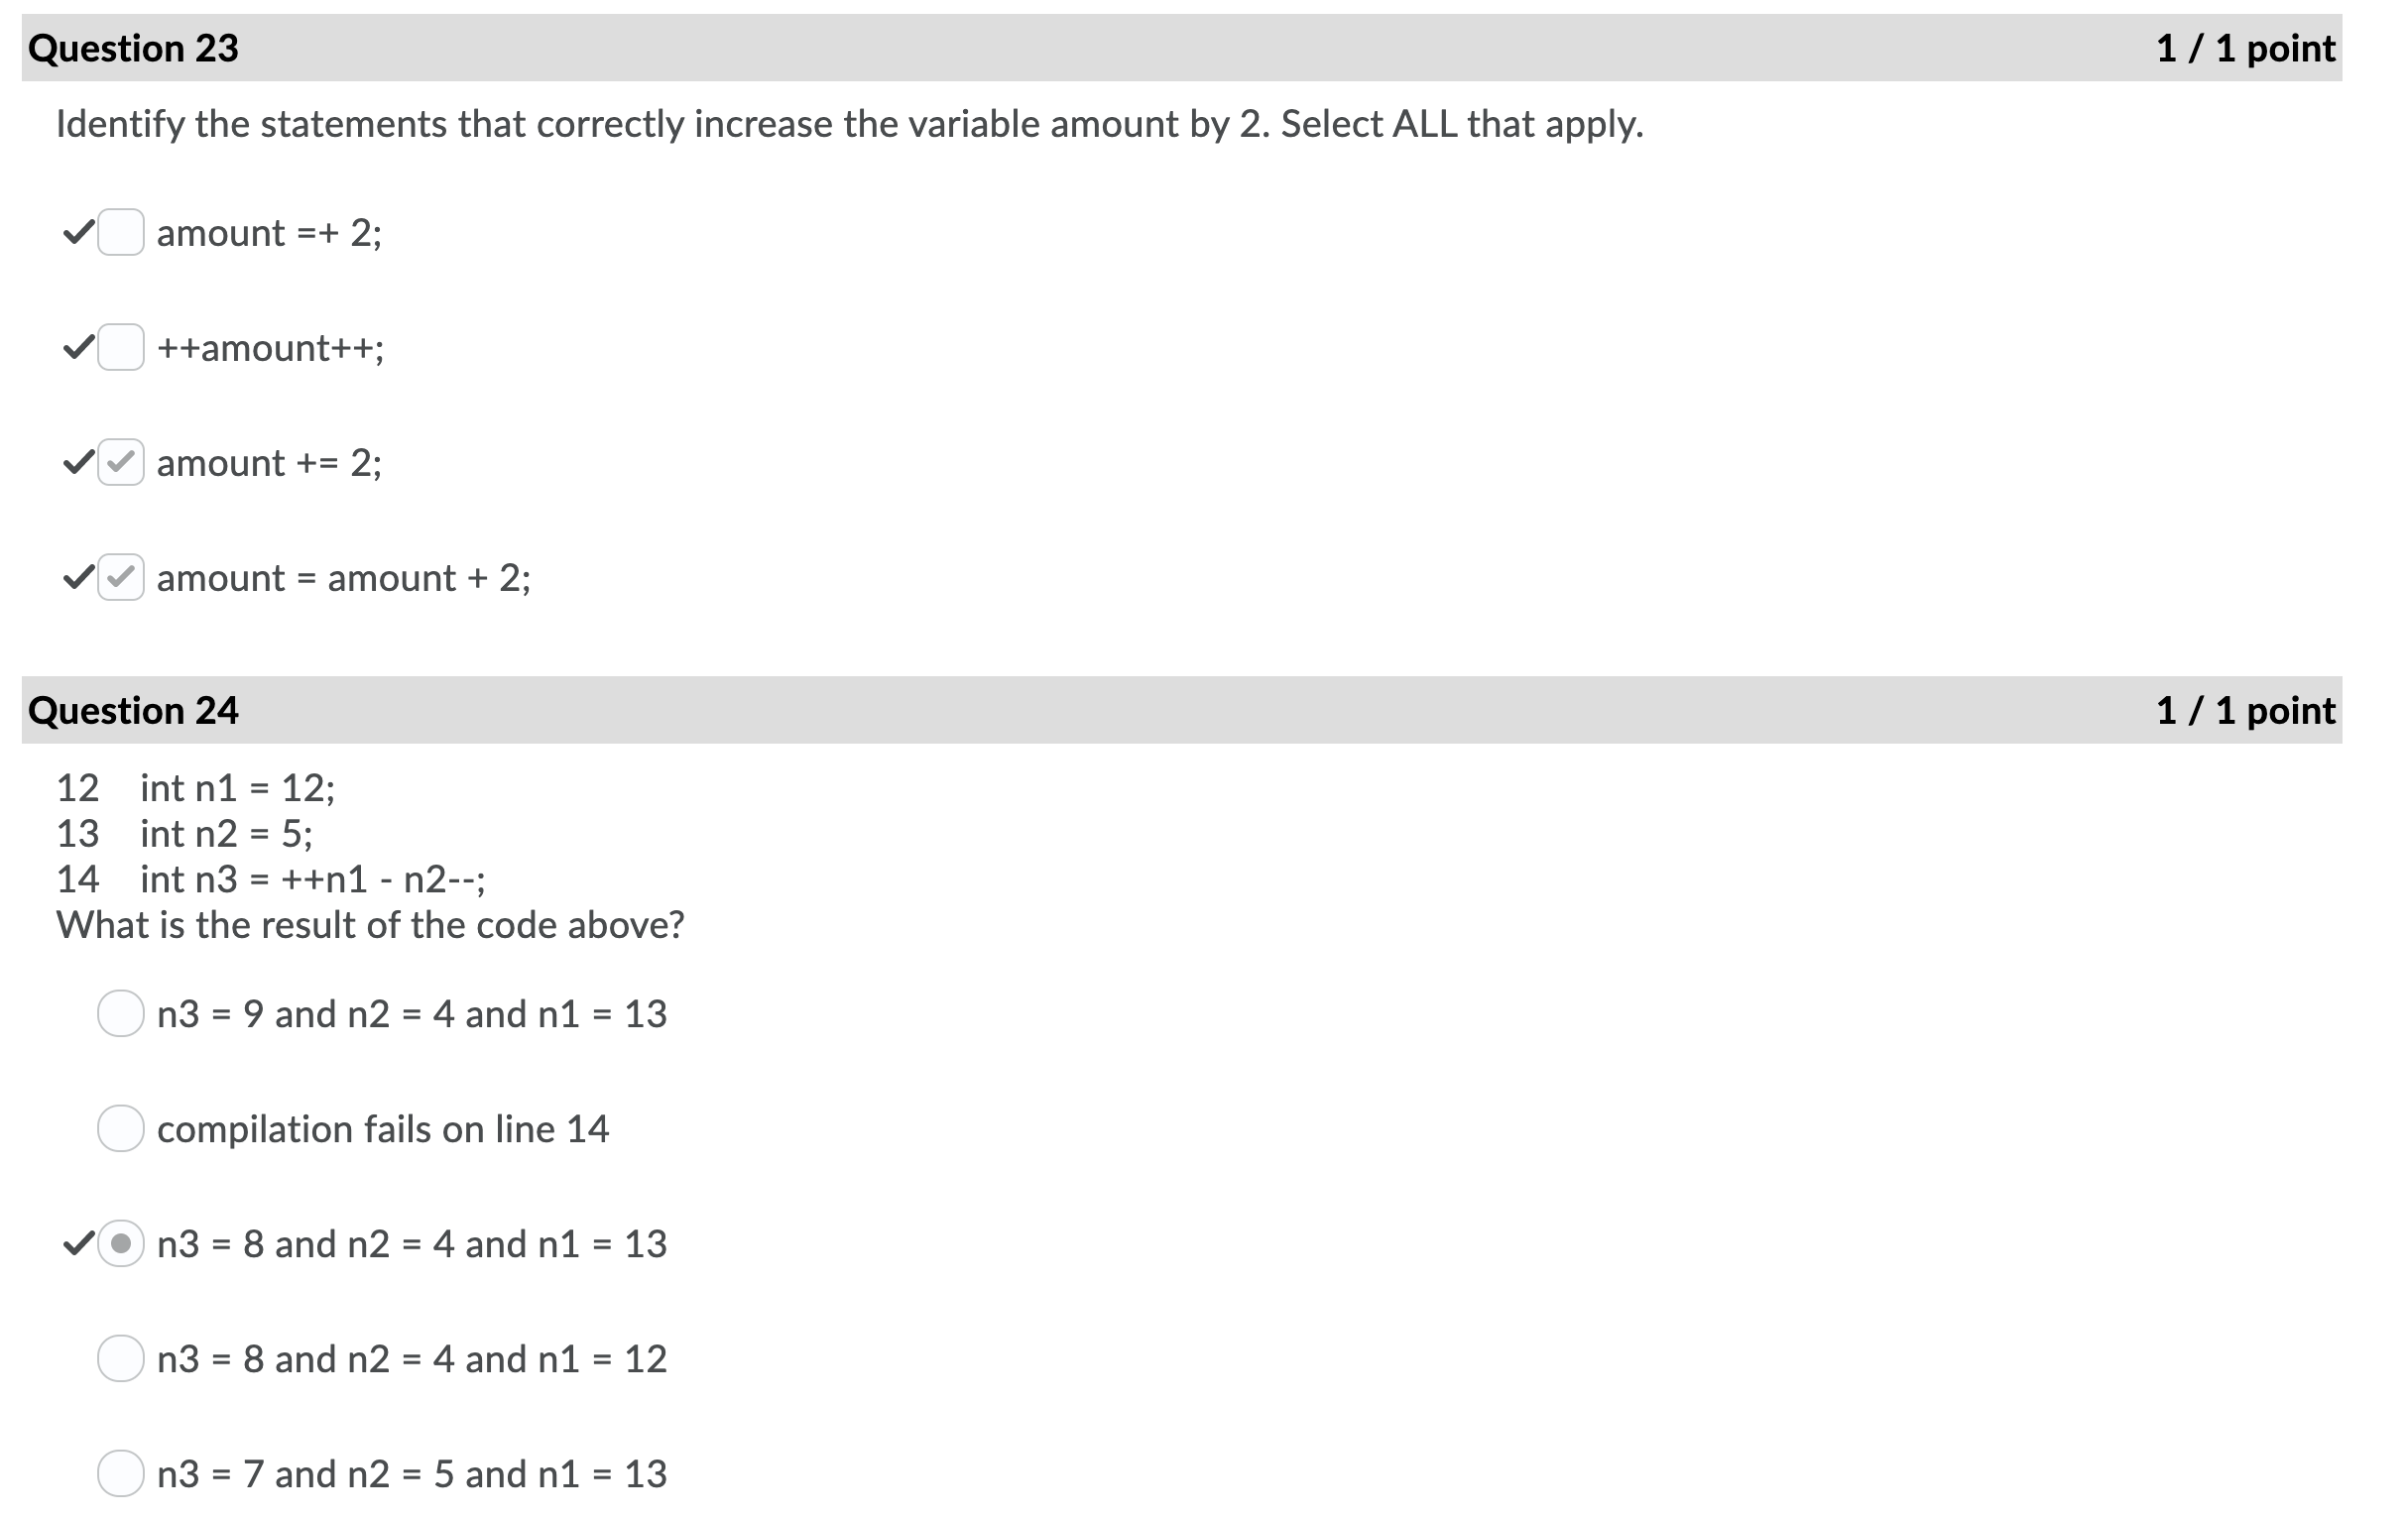 Question 23 1 / 1 point
Identify the statements that correctly increase the variable amount by 2. Select ALL that apply.
amount =+ 2;
++amount++;
amount += 2;
amount = amount + 2;
Question 24 1 / 1 point
12 int n1 = 12;
13 int n2 = 5;
14 int n3 = ++n1 - n2--;
What is the result of the code above?
n3 = 9 and n2 = 4 and n1 = 13
compilation fails on line 14
n3 = 8 and n2 = 4 and n1 = 13
n3 = 8 and n2 = 4 and n1 = 12
n3 = 7 and n2 = 5 and n1 = 13